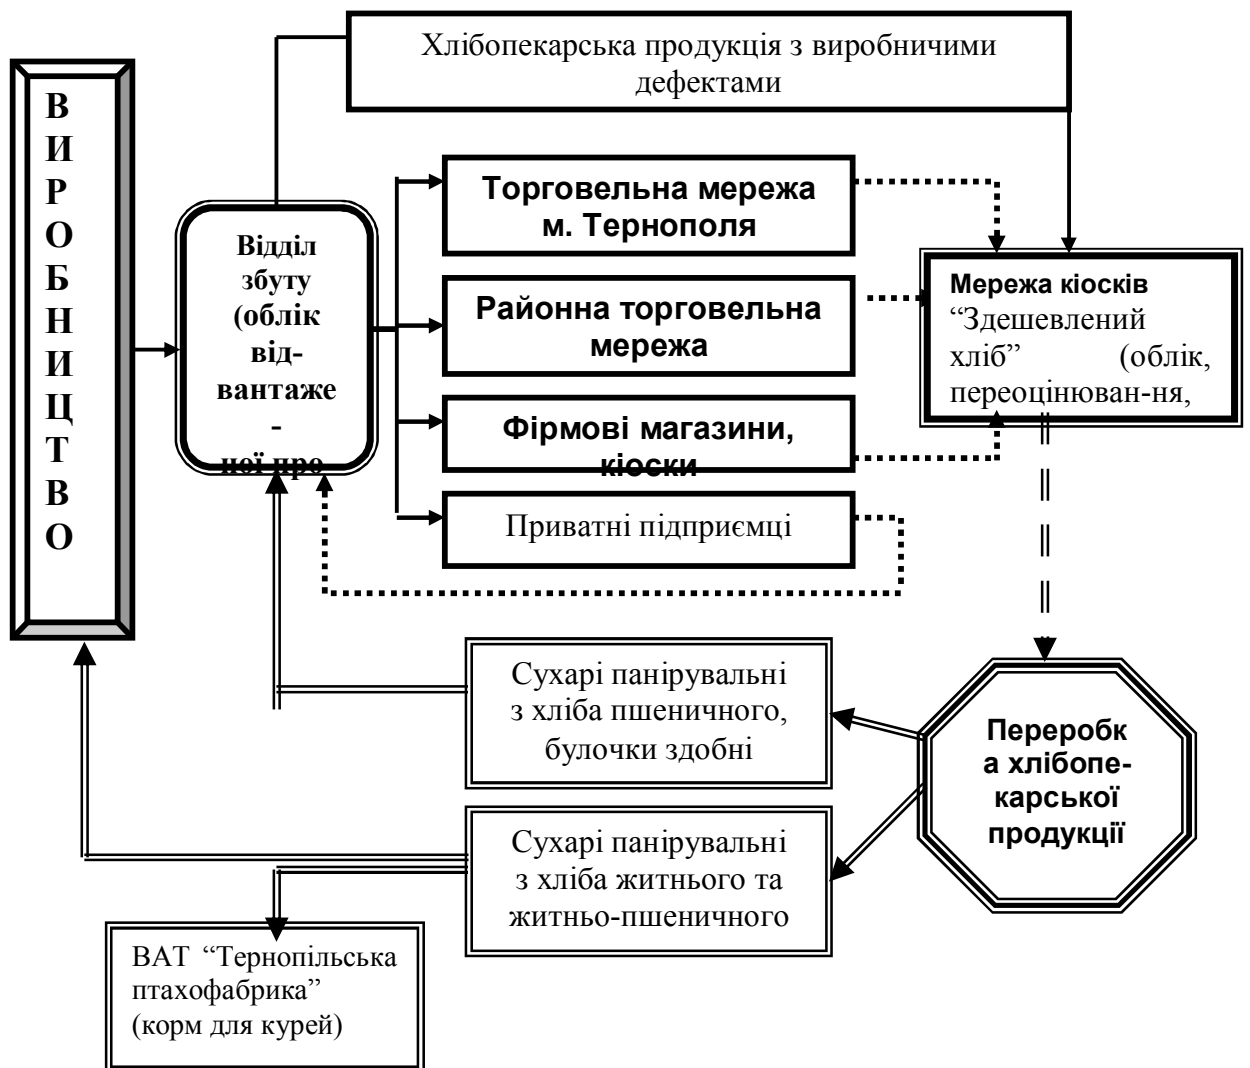 Хлібопекарська продукція з виробничими
дефектами
В
И
Р
О
Б
Н
И
Ц
Т
В
О
Відділ
збуту
(облік
від-
вантаже
-
ної про
Торговельна мережа
м. Тернополя
Районна торговельна
мережа
Фірмові магазини,
кіоски
Приватні підприємці
Мережа кіосків
“Здешевлений
хліб” (облік,
переоцінюван-ня,
Сухарі панірувальні
з хліба пшеничного,
булочки здобні
Переробк
а хлібопе-
карської
продукції
Сухарі панірувальні
з хліба житнього та
житньо-пшеничного
ВАТ “Тернопільська
птахофабрика”
(корм для курей)